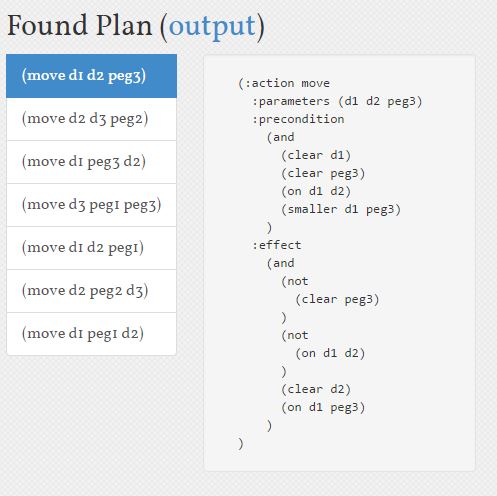 Found Plan (output)
(move d1 d2 peg3)
(move d2 d3 peg2)
(move d1 peg3 d2)
(move d3 peg1 peg3)
(move d1 d2 peg1)
(move d2 peg2 d3)
(move d1 peg1 d2)
(:action move
:parameters (d1 d2 peg3)
:precondition
(and
(clear d1)
(clear peg3)
(on d1 d2)
(smaller d1 peg3)
)
:effect
(and
(not
(clear peg3)
)
(not
(on d1 d2)
)
(clear d2)
(on d1 peg3)
)
)